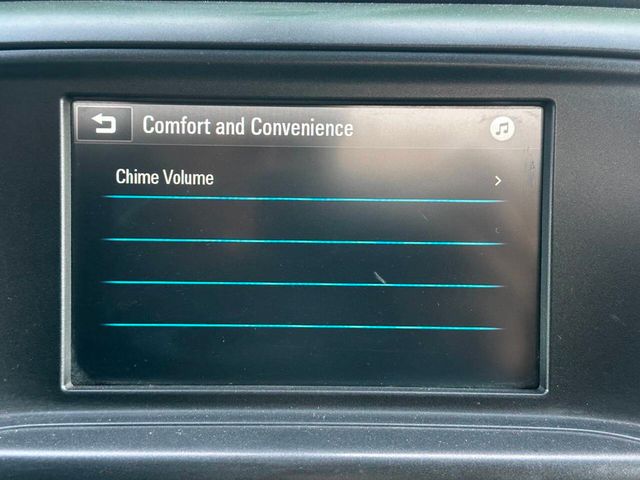 Comfort and Convenience
Chime Volume